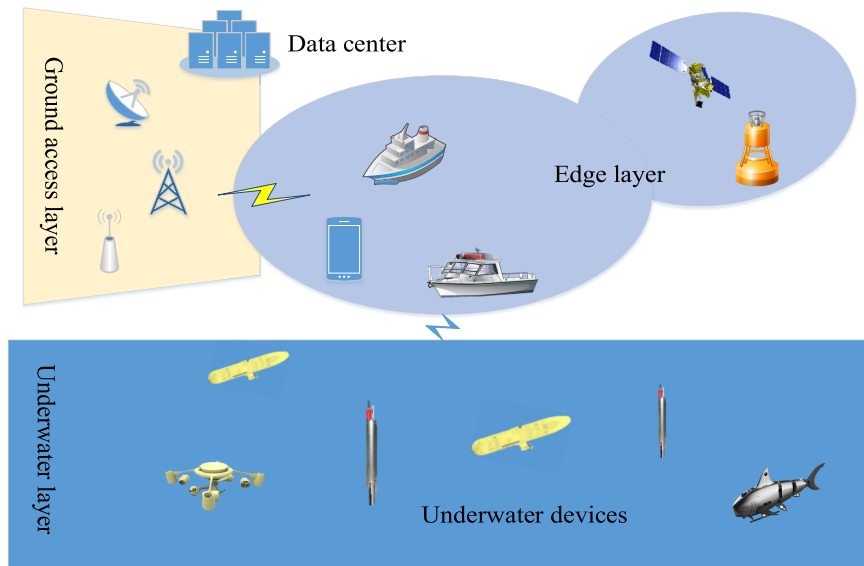 Data center
Ground access layer
Edge layer
Underwater layer
Underwater devices